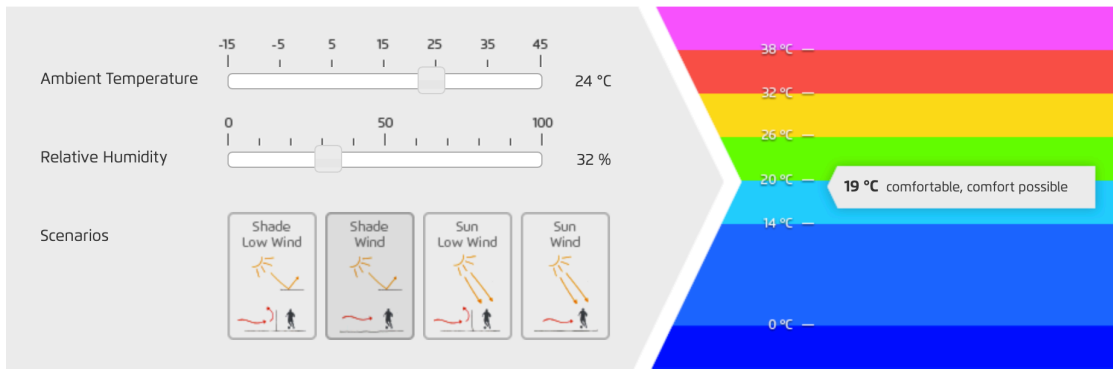 -15 -5 5 15 25 35 45
Ambient Temperature
24 °C
0 50 100
Relative Humidity
32 %
Scenarios
Shade
Low Wind
Shade
Wind
Sun
Low Wind
Sun
Wind
38 °C
32 °C
26 °C
20 °C
19 °C comfortable, comfort possible
14 °C
0 °C